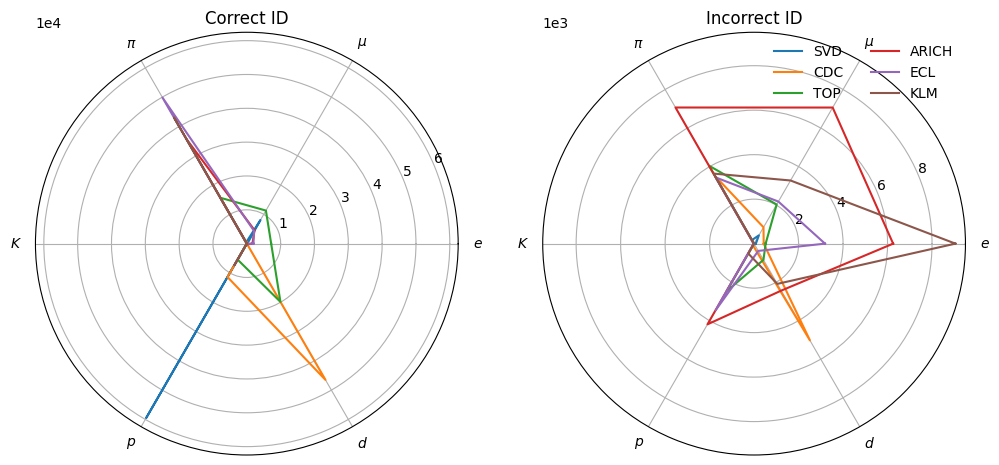 Correct ID
1e4
π
μ
K
e
p
d
1
2
3
4
5
6
Incorrect ID
1e3
π
μ
K
e
p
d
2
4
6
8
SVD
CDC
TOP
ARICH
ECL
KLM